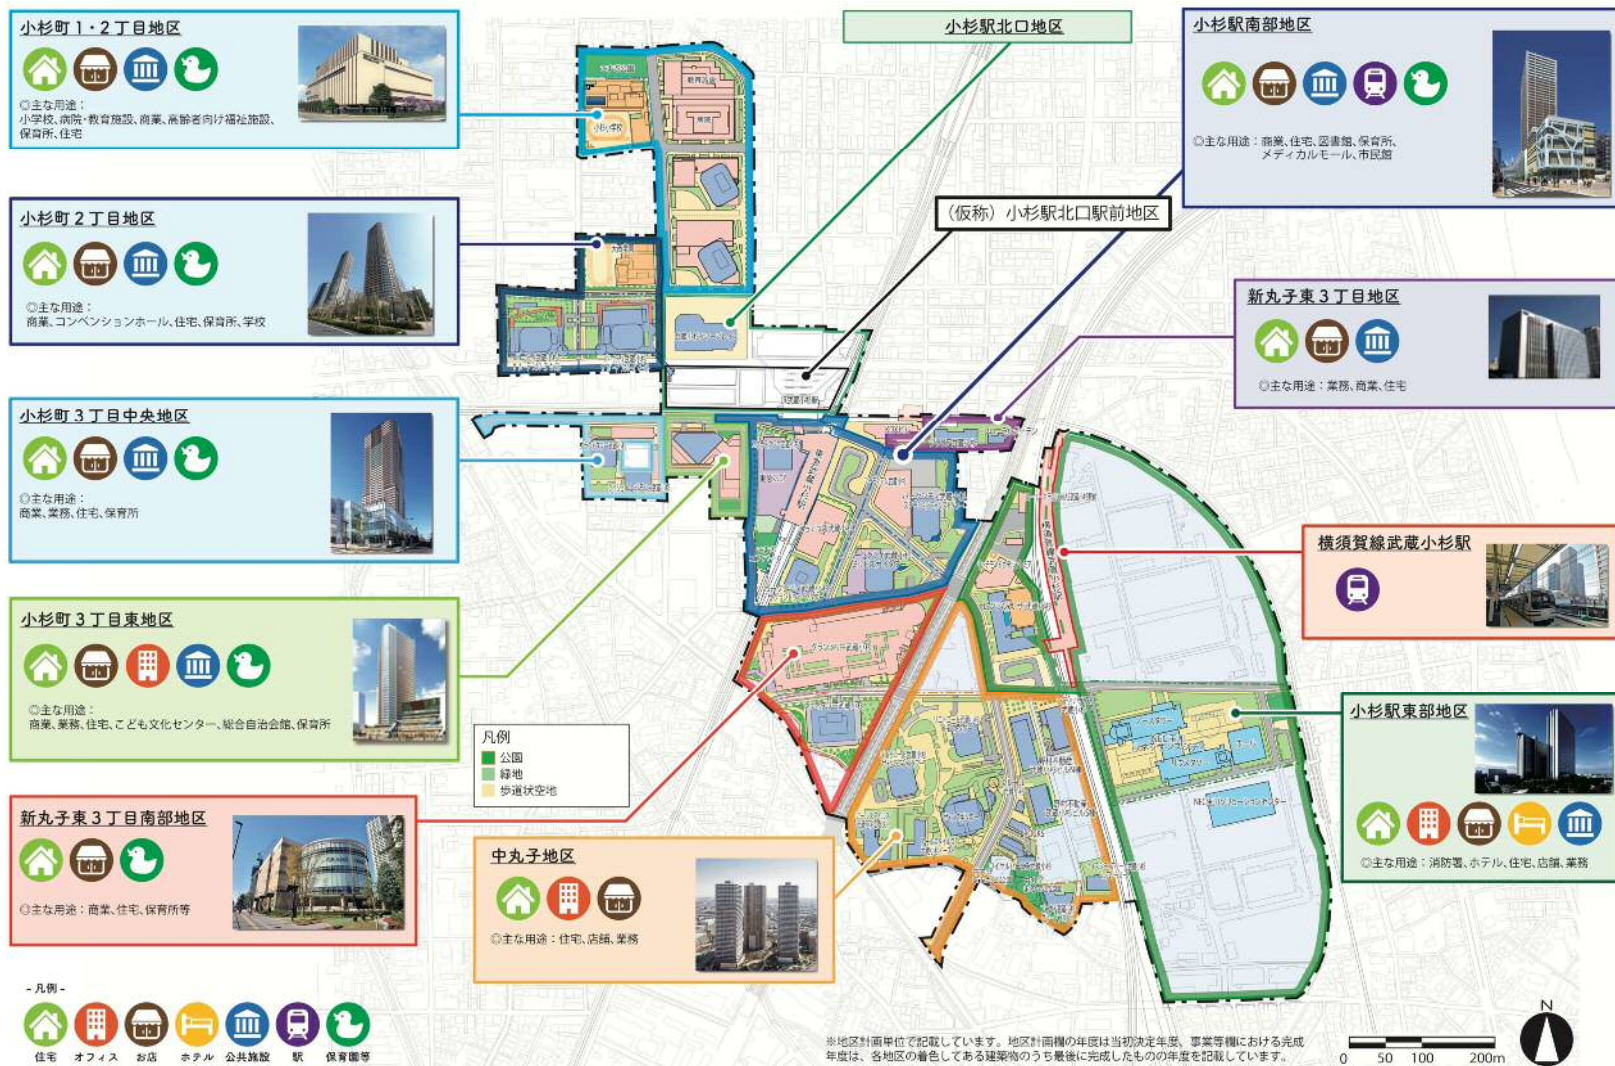 小杉町1・2丁目地区
◎主な用途：
小学校、病院・教育施設、商業、高齢者向け福祉施設、
保育所、住宅
小杉町2丁目地区
◎主な用途：
商業、コンベンションホール、住宅、保育所、学校
小杉町3丁目中央地区
◎主な用途：
商業、業務、住宅、保育所
小杉町3丁目東地区
◎主な用途：
商業、業務、住宅、こども文化センター、総合自治会館、保育所
新丸子東3丁目南部地区
◎主な用途：商業、住宅、保育所等
小杉駅北口地区
（仮称）小杉駅北口駅前地区
小杉駅南部地区
◎主な用途：商業、住宅、図書館、保育所、
メディカルモール、市民館
新丸子東3丁目地区
◎主な用途：業務、商業、住宅
横須賀線武蔵小杉駅
小杉駅東部地区
◎主な用途：消防署、ホテル、住宅、店舗、業務
中丸子地区
◎主な用途：住宅、店舗、業務
凡例
公園
緑地
歩道状空地
小杉小学校
病院
ノースタワー
ホール
- 凡例 -
住宅
オフィス
お店
ホテル
公共施設
駅
保育園等
※地区計画単位で記載しています。地区計画欄の年度は当初決定年度、事業等欄における完成
年度は、各地区の着色してある建築物のうち最後に完成したものの年度を記載しています。
0 50 100 200m
N